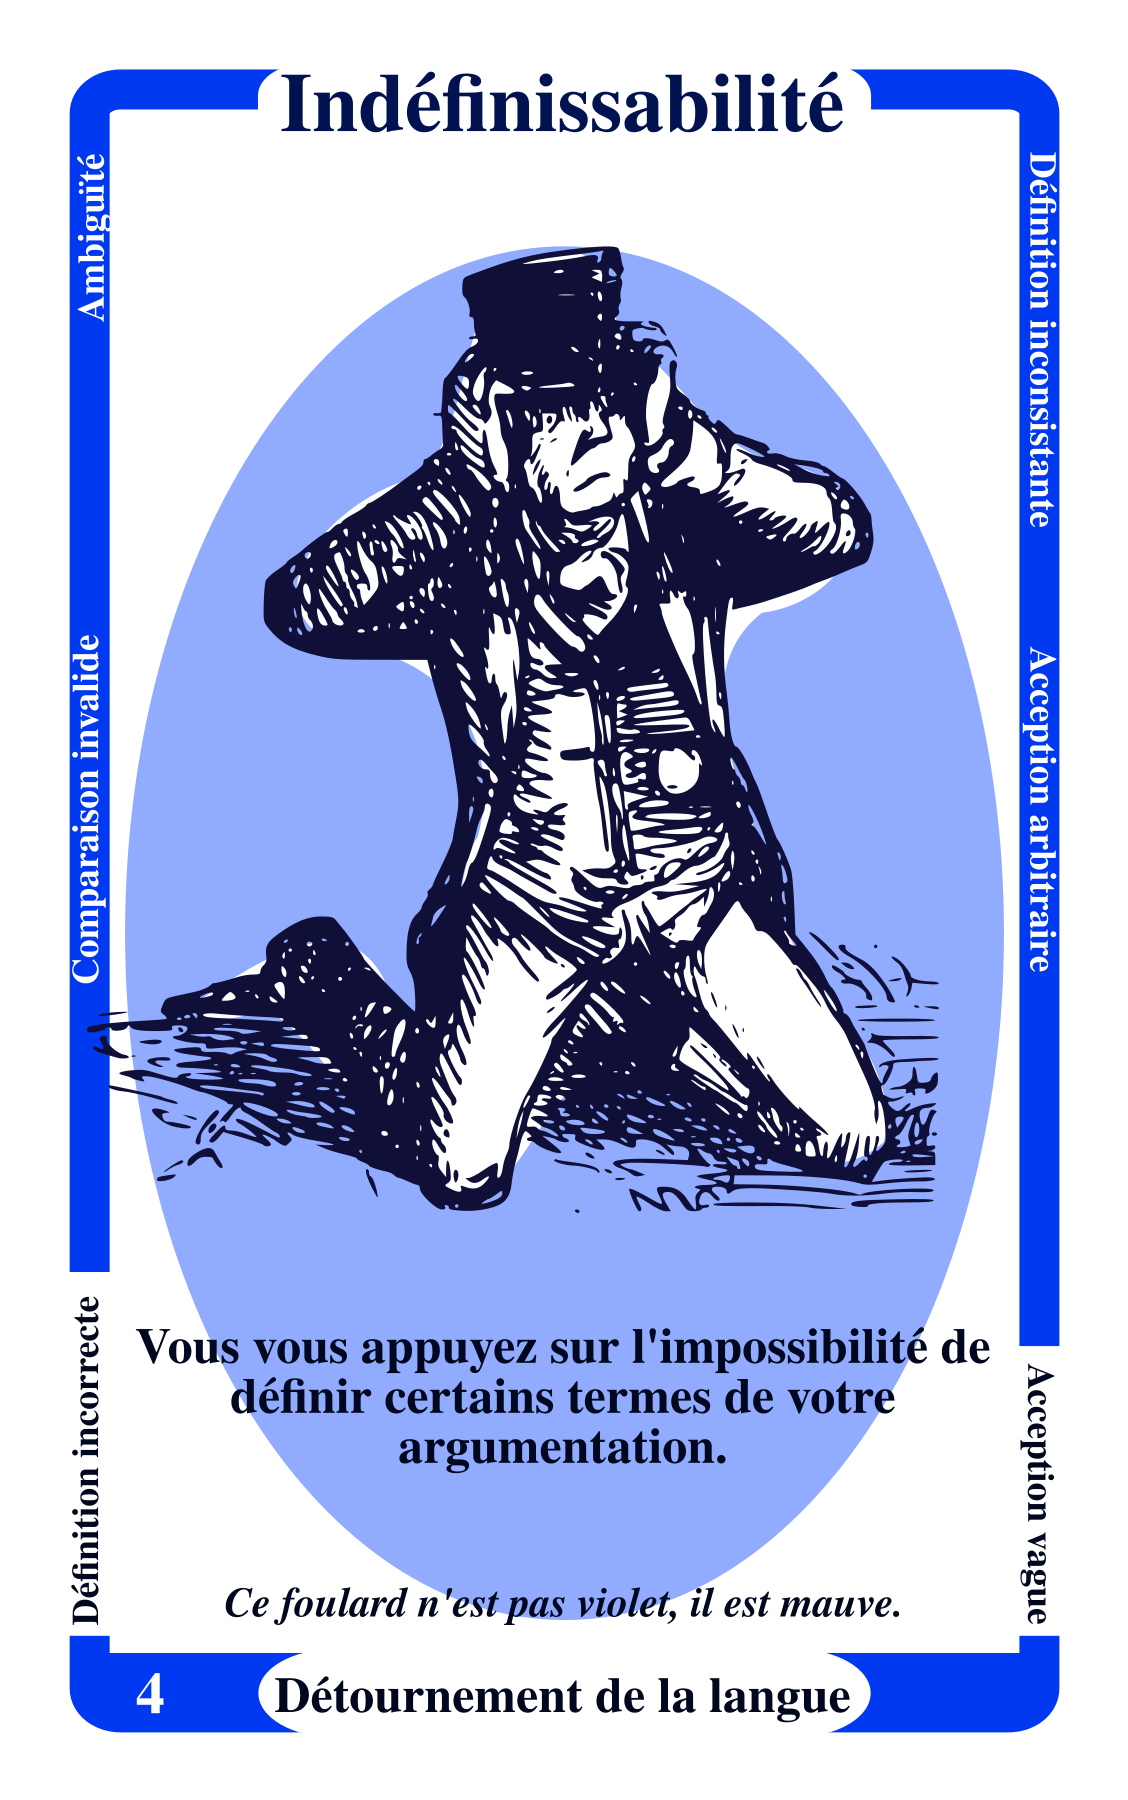 Indéfinissabilité
Ambiguïté
Comparaison invalide
Définition incorrecte
Définition inconsistante
Acception arbitraire
Acception vague
Vous vous appuyez sur l'impossibilité de
définir certains termes de votre
argumentation.
Ce foulard n'est pas violet, il est mauve.
4
Détournement de la langue